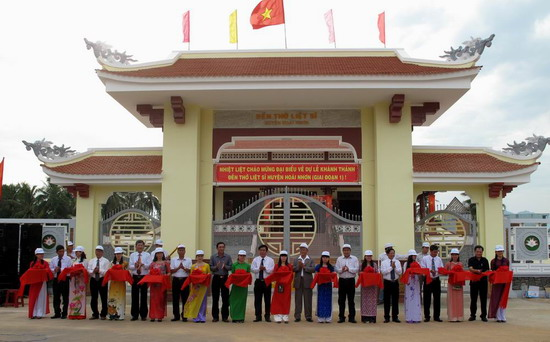 ĐỀN THỜ LIỆT SĨ
NHIỆT LIỆT CHÀO MỪNG ĐẠI BIỂU VỀ DỰ LỄ KHÁNH THÀNH
ĐỀN THỜ LIỆT SĨ HUYỆN HOÀI NHƠN (GIAI ĐOẠN 1) !